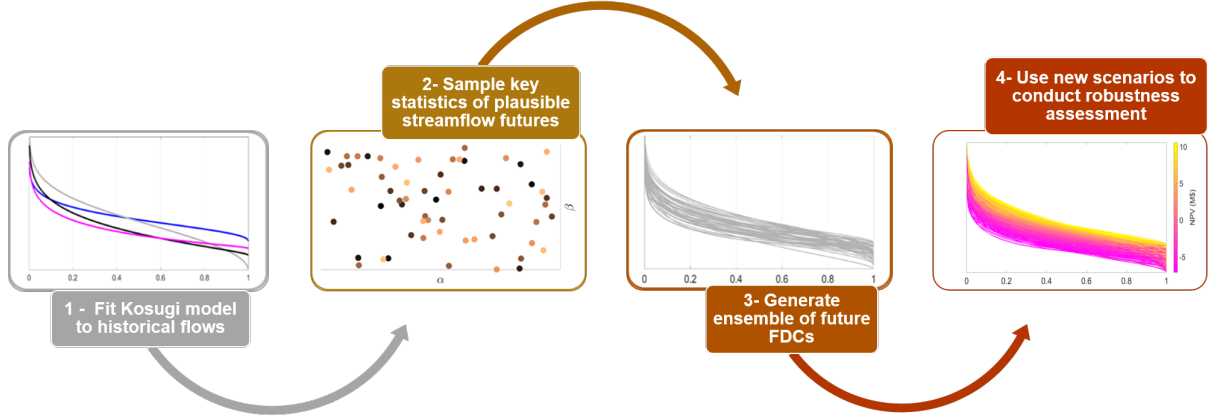 1 - Fit Kosugi model
to historical flows
0
0.2
0.4
0.6
0.8
1
2- Sample key
statistics of plausible
streamflow futures
α
β
3- Generate
ensemble of future
FDCs
0
0.2
0.4
0.6
0.8
1
4- Use new scenarios to
conduct robustness
assessment
0
0.2
0.4
0.6
0.8
1
10
5
0
-5
NPV (M$)